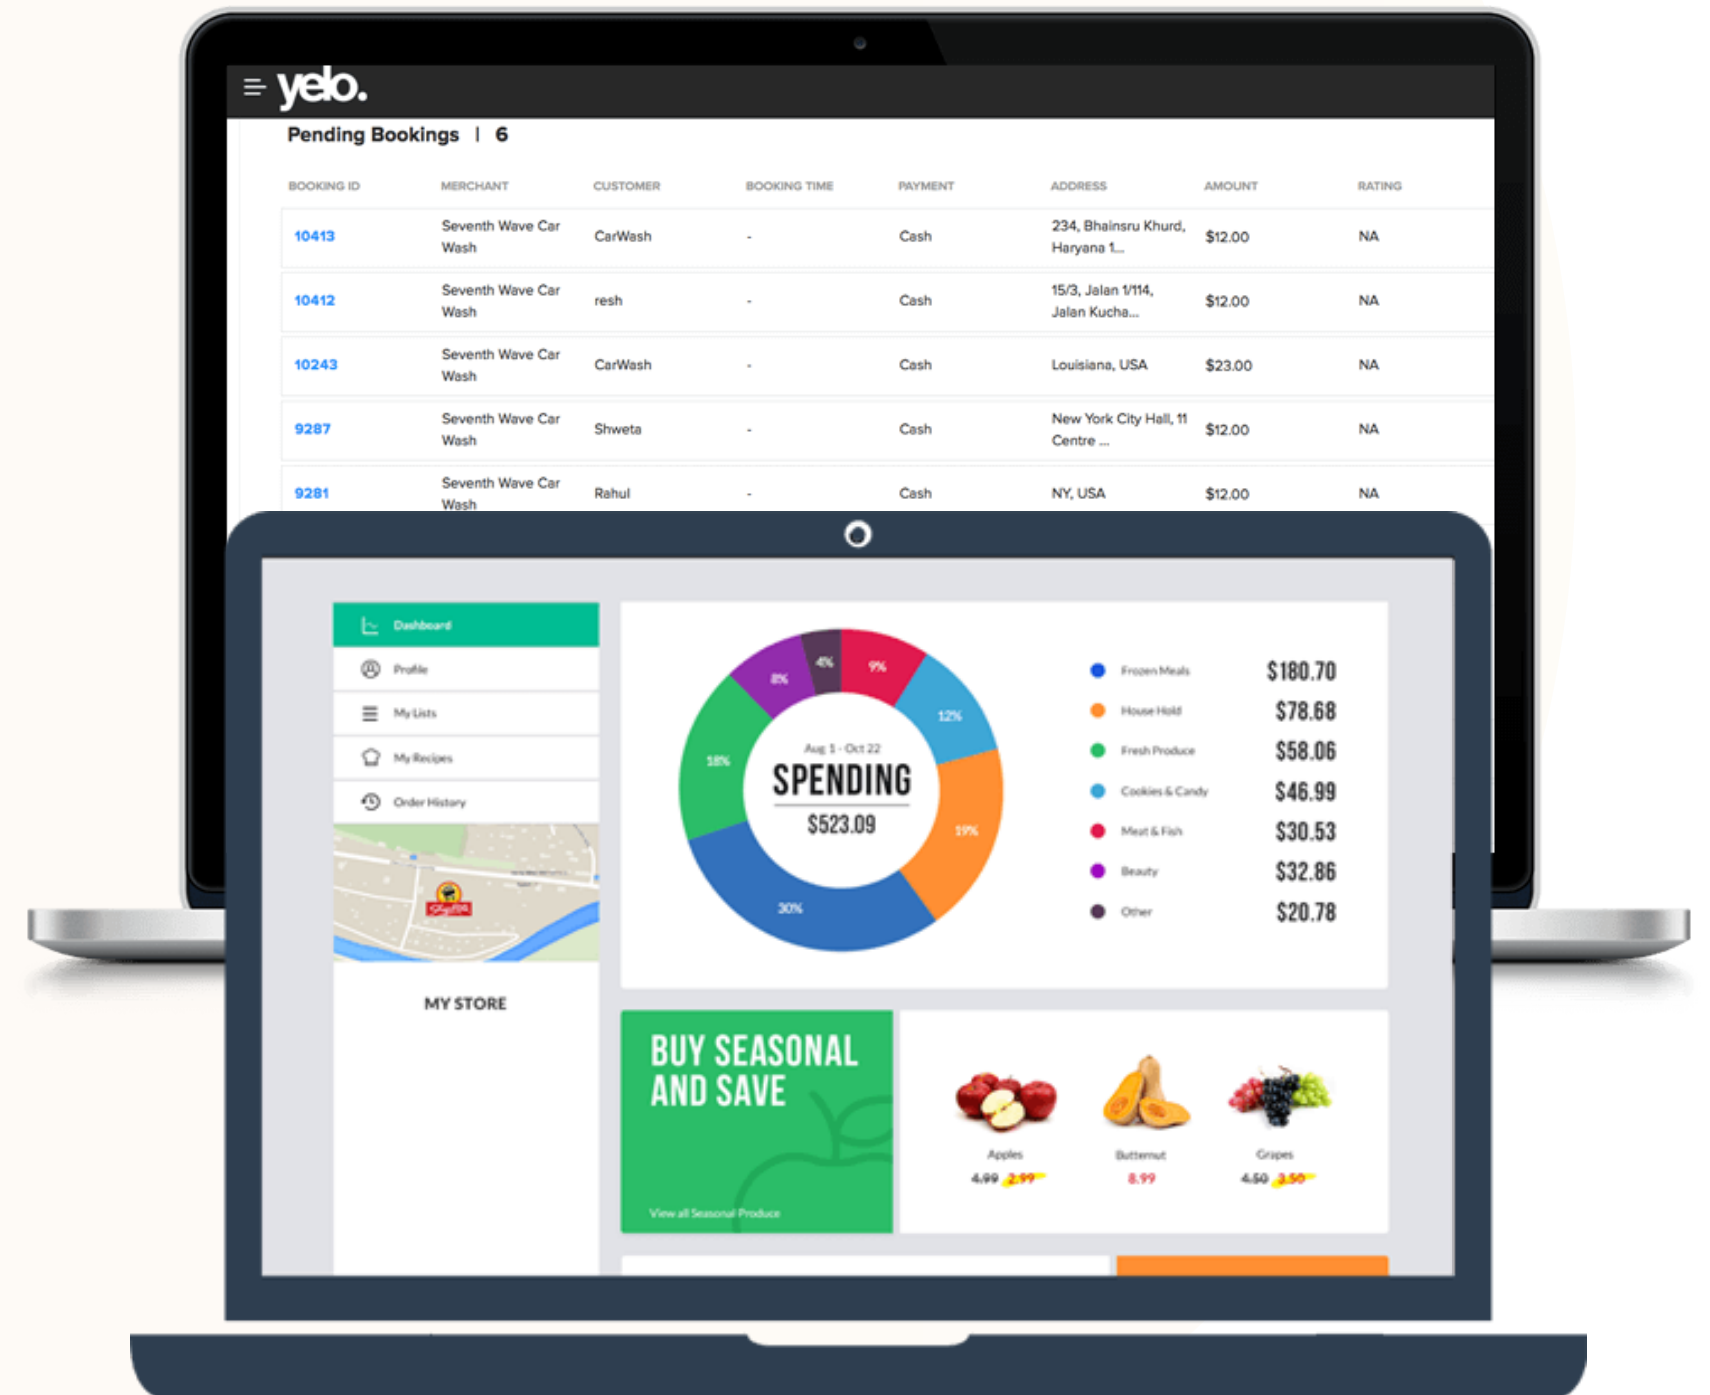 yelo.
Pending Bookings | 6
BOOKING ID MERCHANT CUSTOMER BOOKING TIME PAYMENT ADDRESS AMOUNT RATING
10413 Seventh Wave Car Wash CarWash - Cash 234, Bhainsru Khurd, Haryana 1... $12.00 NA
10412 Seventh Wave Car Wash resh - Cash 15/3, Jalan 1/114, Jalan Kucha... $12.00 NA
10243 Seventh Wave Car Wash CarWash - Cash Louisiana, USA $23.00 NA
9287 Seventh Wave Car Wash Shweta - Cash New York City Hall, 11 Centre ... $12.00 NA
9281 Seventh Wave Car Wash Rahul - Cash NY, USA $12.00 NA
Dashboard
Profile
My Lists
My Recipes
Order History
MY STORE
4%
9%
8%
12%
18%
19%
30%
Aug 1 - Oct 22
SPENDING
$523.09
Frozen Meals $180.70
House Hold $78.68
Fresh Produce $58.06
Cookies & Candy $46.99
Meat & Fish $30.53
Beauty $32.86
Other $20.78
BUY SEASONAL
AND SAVE
View all Seasonal Produce
Apples
4.99 2.99
Butternut
8.99
Grapes
4.50 3.50